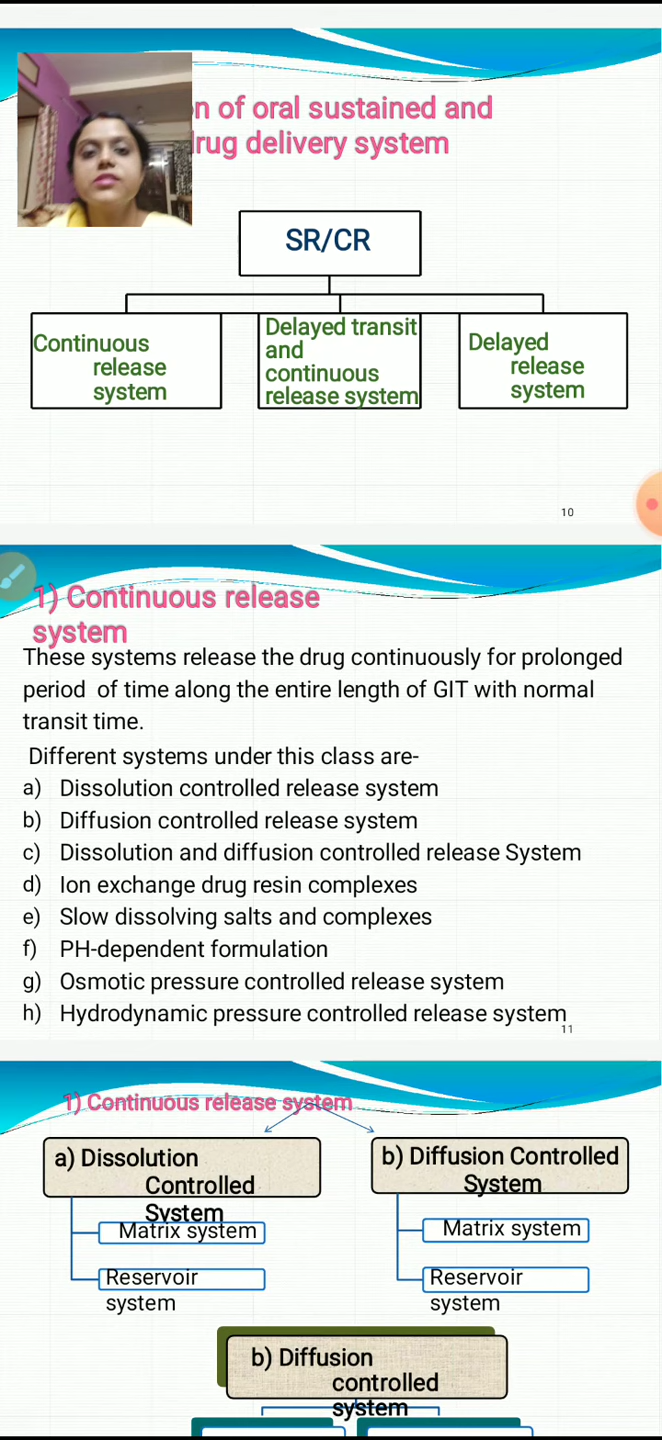 n of oral sustained and
rug delivery system
SR/CR
Continuous
release
system
Delayed transit
and
continuous
release system
Delayed
release
system
10
1) Continuous release
system
These systems release the drug continuously for prolonged
period of time along the entire length of GIT with normal
transit time.
Different systems under this class are-
a) Dissolution controlled release system
b) Diffusion controlled release system
c) Dissolution and diffusion controlled release System
d) Ion exchange drug resin complexes
e) Slow dissolving salts and complexes
f) PH-dependent formulation
g) Osmotic pressure controlled release system
h) Hydrodynamic pressure controlled release system
11
1) Continuous release system
a) Dissolution
Controlled
System
Matrix system
Reservoir
system
b) Diffusion Controlled
System
Matrix system
Reservoir
system
b) Diffusion
controlled
system